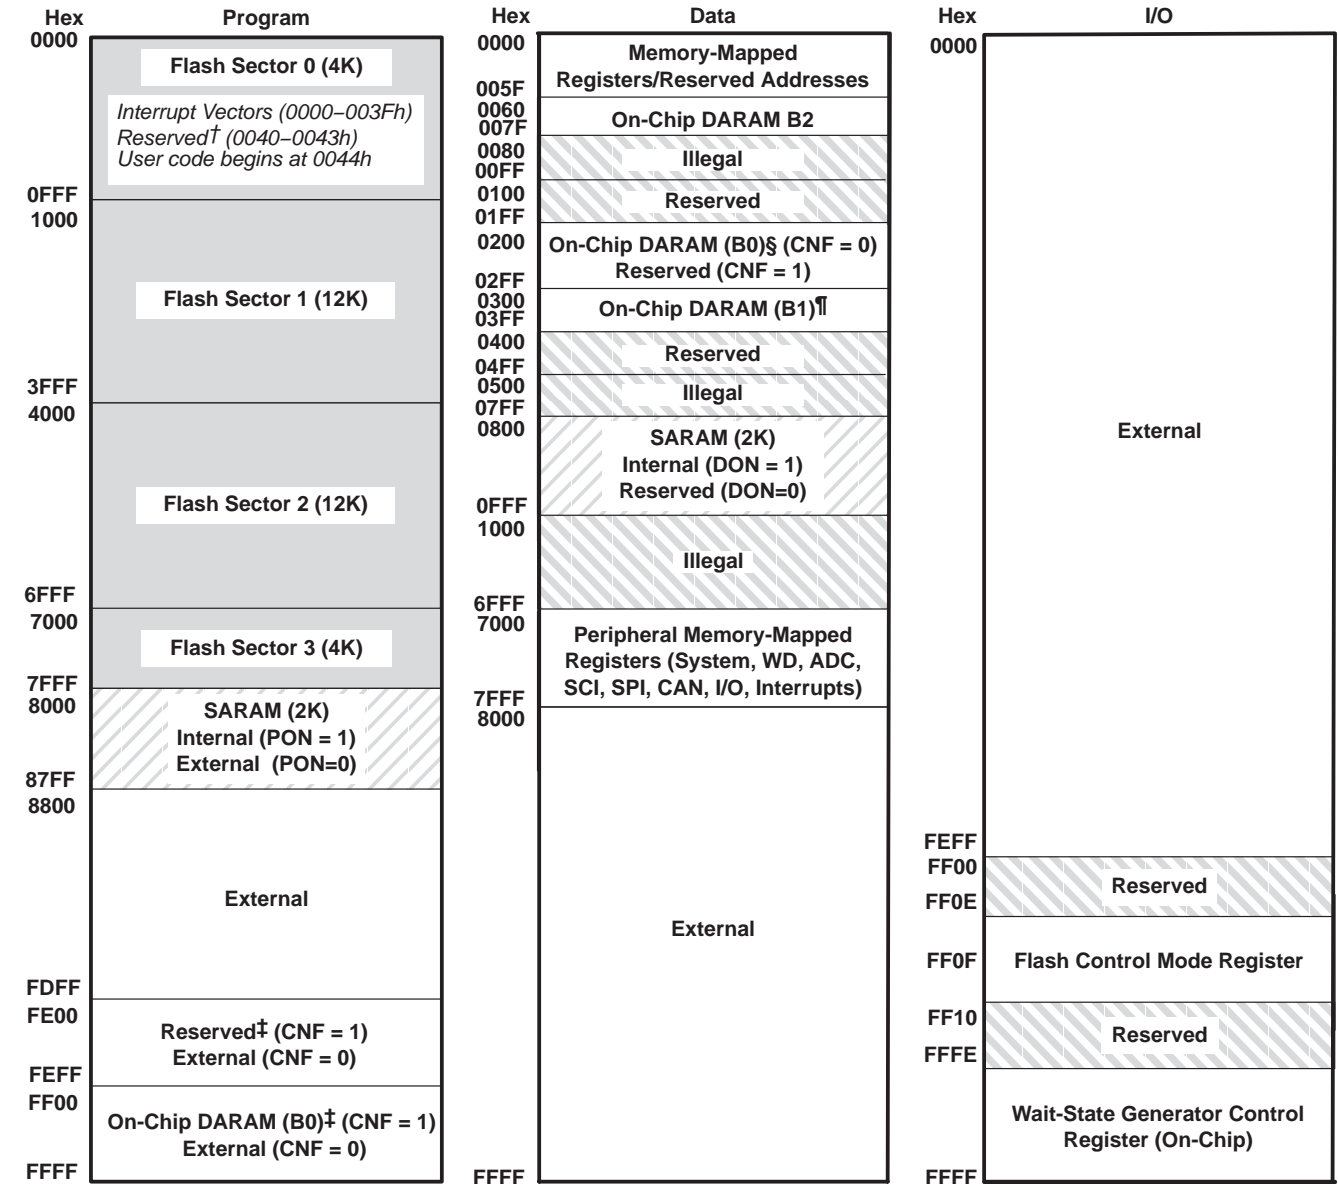 Hex Program
0000
Flash Sector 0 (4K)
Interrupt Vectors (0000–003Fh)
Reserved† (0040–0043h)
User code begins at 0044h
0FFF
1000
Flash Sector 1 (12K)
3FFF
4000
Flash Sector 2 (12K)
6FFF
7000
Flash Sector 3 (4K)
7FFF
8000
SARAM (2K)
Internal (PON = 1)
External (PON=0)
87FF
8800
External
FDFF
FE00
Reserved‡ (CNF = 1)
External (CNF = 0)
FEFF
FF00
On-Chip DARAM (B0)‡ (CNF = 1)
External (CNF = 0)
FFFF
Hex Data
0000
Memory-Mapped
Registers/Reserved Addresses
005F
0060
On-Chip DARAM B2
007F
0080
Illegal
00FF
0100
Reserved
01FF
0200
On-Chip DARAM (B0)§ (CNF = 0)
Reserved (CNF = 1)
02FF
0300
On-Chip DARAM (B1)¶
03FF
0400
Reserved
04FF
0500
Illegal
07FF
0800
SARAM (2K)
Internal (DON = 1)
Reserved (DON=0)
0FFF
1000
Illegal
6FFF
7000
Peripheral Memory-Mapped
Registers (System, WD, ADC,
SCI, SPI, CAN, I/O, Interrupts)
7FFF
8000
External
FFFF
Hex I/O
0000
External
FEFF
FF00
Reserved
FF0E
FF0F Flash Control Mode Register
FF10
Reserved
FFFE
Wait-State Generator Control
Register (On-Chip)
FFFF